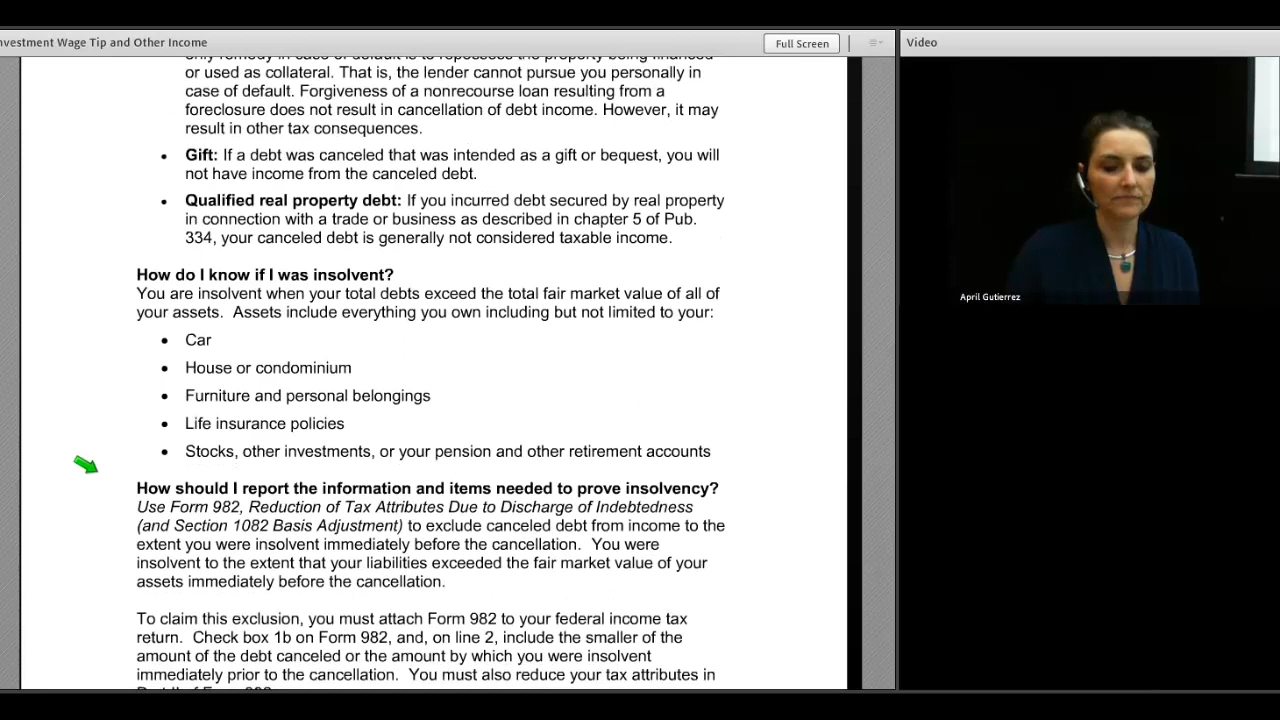 nvestment Wage Tip and Other Income
Full Screen
Video
only remedy in case of default is to repossess the property being financed
or used as collateral. That is, the lender cannot pursue you personally in
case of default. Forgiveness of a nonrecourse loan resulting from a
foreclosure does not result in cancellation of debt income. However, it may
result in other tax consequences.
• Gift: If a debt was canceled that was intended as a gift or bequest, you will
not have income from the canceled debt.
• Qualified real property debt: If you incurred debt secured by real property
in connection with a trade or business as described in chapter 5 of Pub.
334, your canceled debt is generally not considered taxable income.
How do I know if I was insolvent?
You are insolvent when your total debts exceed the total fair market value of all of
your assets.  Assets include everything you own including but not limited to your:
• Car
• House or condominium
• Furniture and personal belongings
• Life insurance policies
• Stocks, other investments, or your pension and other retirement accounts
How should I report the information and items needed to prove insolvency?
Use Form 982, Reduction of Tax Attributes Due to Discharge of Indebtedness
(and Section 1082 Basis Adjustment) to exclude canceled debt from income to the
extent you were insolvent immediately before the cancellation.  You were
insolvent to the extent that your liabilities exceeded the fair market value of your
assets immediately before the cancellation.
To claim this exclusion, you must attach Form 982 to your federal income tax
return.  Check box 1b on Form 982, and, on line 2, include the smaller of the
amount of the debt canceled or the amount by which you were insolvent
immediately prior to the cancellation.  You must also reduce your tax attributes in
April Gutierrez